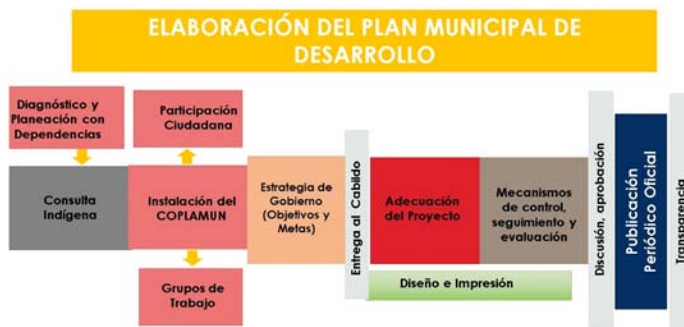 ELABORACIÓN DEL PLAN MUNICIPAL DE
DESARROLLO
Diagnóstico y
Planeación con
Dependencias
Participación
Ciudadana
Consulta
Indígena
Instalación del
COPLAMUN
Estrategia de
Gobierno
(Objetivos y
Metas)
Entrega al Cabildo
Adecuación
del Proyecto
Mecanismos
de control,
seguimiento y
evaluación
Discusión, aprobación
Publicación
Periódico Oficial
Transparencia
Grupos de
Trabajo
Diseño e Impresión